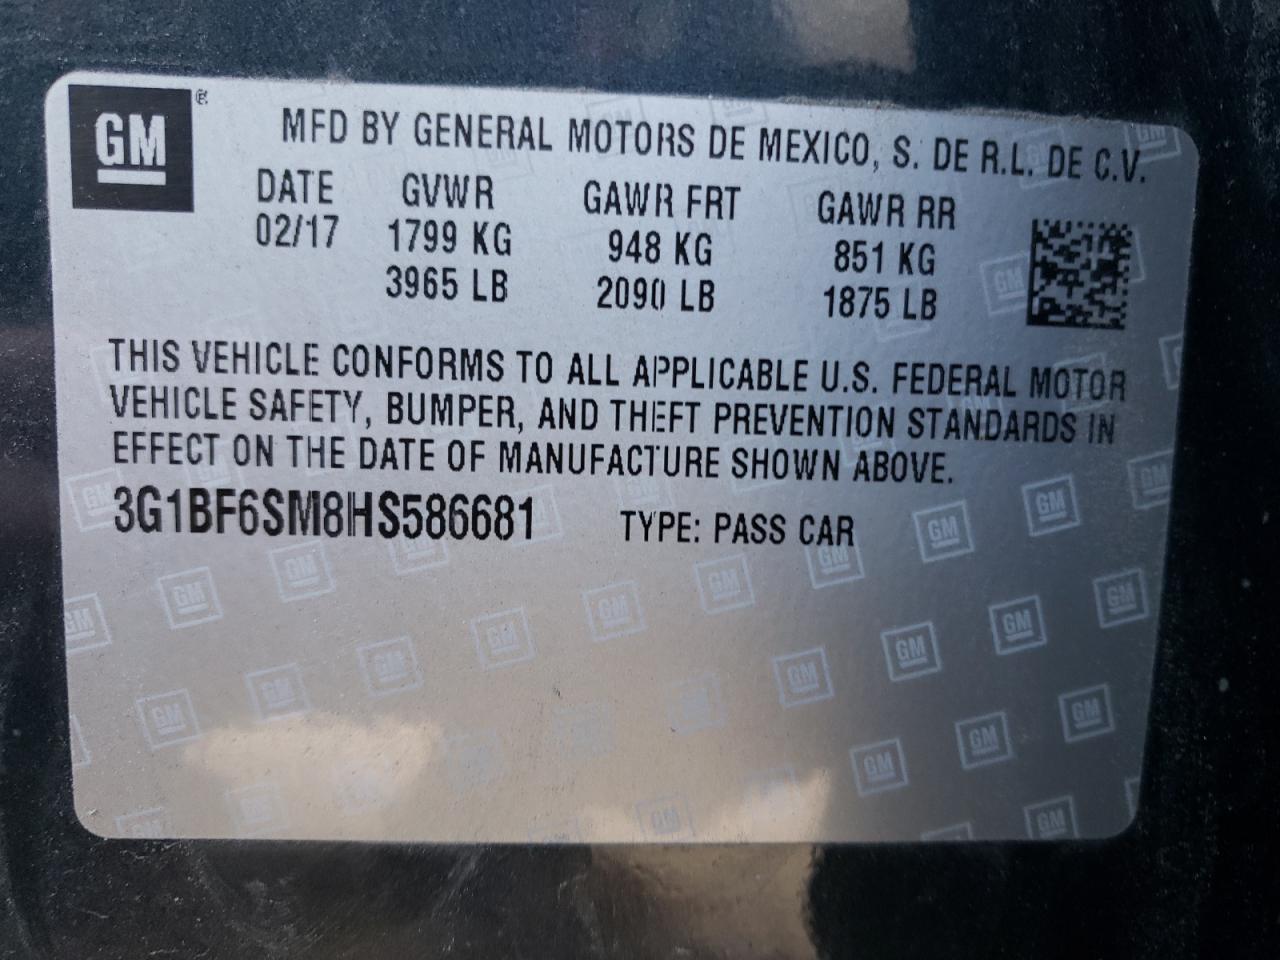 GM®
MFD BY GENERAL MOTORS DE MEXICO, S. DE R.L. DE C.V.
DATE GVWR GAWR FRT GAWR RR
02/17 1799 KG 948 KG 851 KG
3965 LB 2090 LB 1875 LB
THIS VEHICLE CONFORMS TO ALL APPLICABLE U.S. FEDERAL MOTOR
VEHICLE SAFETY, BUMPER, AND THEFT PREVENTION STANDARDS IN
EFFECT ON THE DATE OF MANUFACTURE SHOWN ABOVE.
3G1BF6SM8HS586681 TYPE: PASS CAR